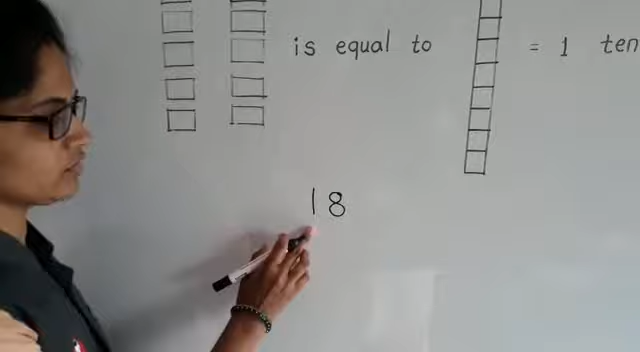 is equal to = 1 ten
18